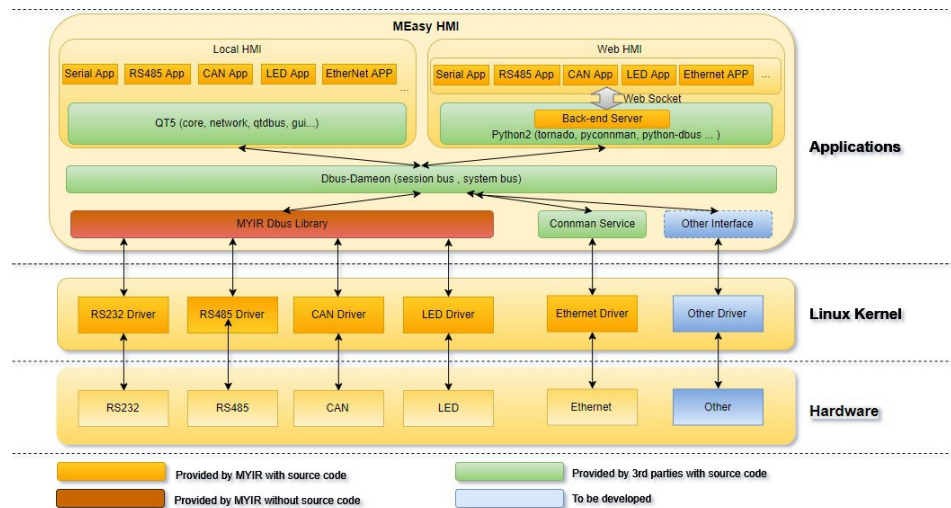 MEasy HMI
Local HMI
Serial App RS485 App CAN App LED App EtherNet APP ...
QT5 (core, network, qtdbus, gui...)
Web HMI
Serial App RS485 App CAN App LED App Ethernet APP ...
Web Socket
Back-end Server
Python2 (tornado, pyconnman, python-dbus ... )
Applications
Dbus-Dameon (session bus , system bus)
MYIR Dbus Library Connman Service Other Interface
RS232 Driver RS485 Driver CAN Driver LED Driver Ethernet Driver Other Driver
Linux Kernel
RS232 RS485 CAN LED Ethernet Other
Hardware
Provided by MYIR with source code Provided by 3rd parties with source code
Provided by MYIR without source code To be developed